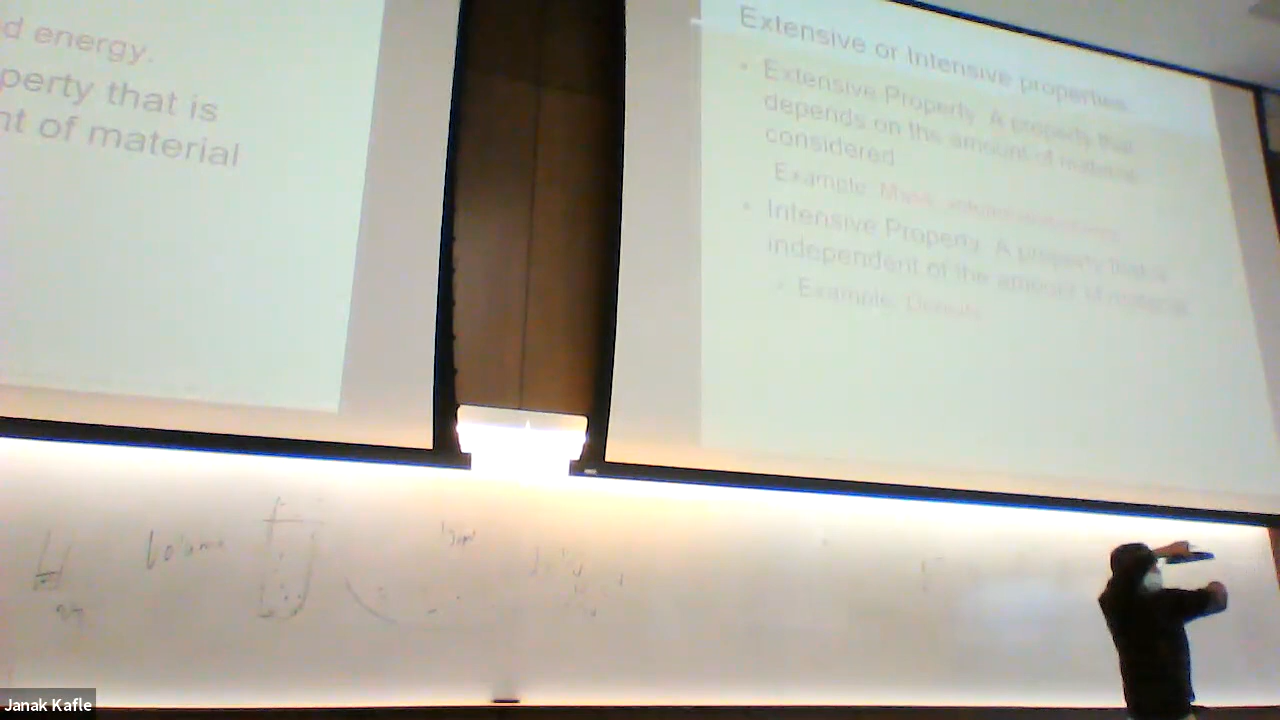 d energy.
perty that is
nt of material
Extensive or Intensive properties
Extensive Property: A property that
depends on the amount of material
considered
Example: Mass, volume
Intensive Property: A property that is
independent of the amount of material
Example: Density
Volume
Janak Kafle